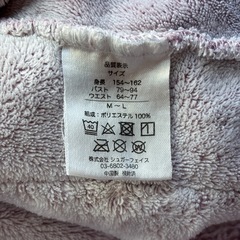 品質表示
サイズ
身長 154~162
バスト 79~94
ウエスト 64~77
M ~ L
組成：ポリエステル100%
40
株式会社 シュガーフェイス
03-5802-3480
中国製